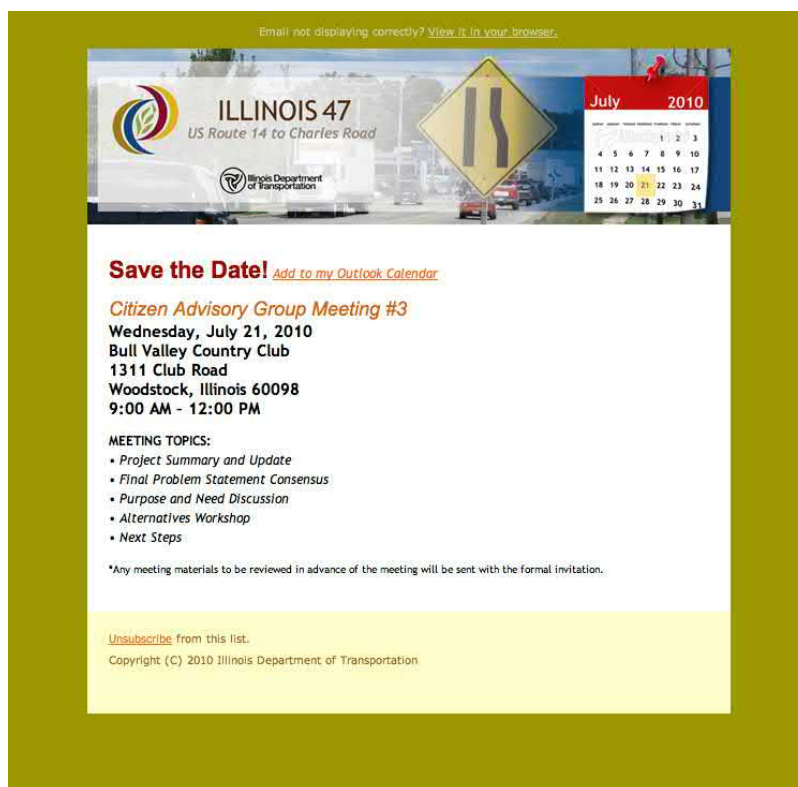 Email not displaying correctly? View it in your browser.
ILLINOIS 47
US Route 14 to Charles Road
Illinois Department
of Transportation
July 2010
1 2 3
4 5 6 7 8 9 10
11 12 13 14 15 16 17
18 19 20 21 22 23 24
25 26 27 28 29 30 31
Save the Date! Add to my Outlook Calendar
Citizen Advisory Group Meeting #3
Wednesday, July 21, 2010
Bull Valley Country Club
1311 Club Road
Woodstock, Illinois 60098
9:00 AM – 12:00 PM
MEETING TOPICS:
• Project Summary and Update
• Final Problem Statement Consensus
• Purpose and Need Discussion
• Alternatives Workshop
• Next Steps
*Any meeting materials to be reviewed in advance of the meeting will be sent with the formal invitation.
Unsubscribe from this list.
Copyright (C) 2010 Illinois Department of Transportation